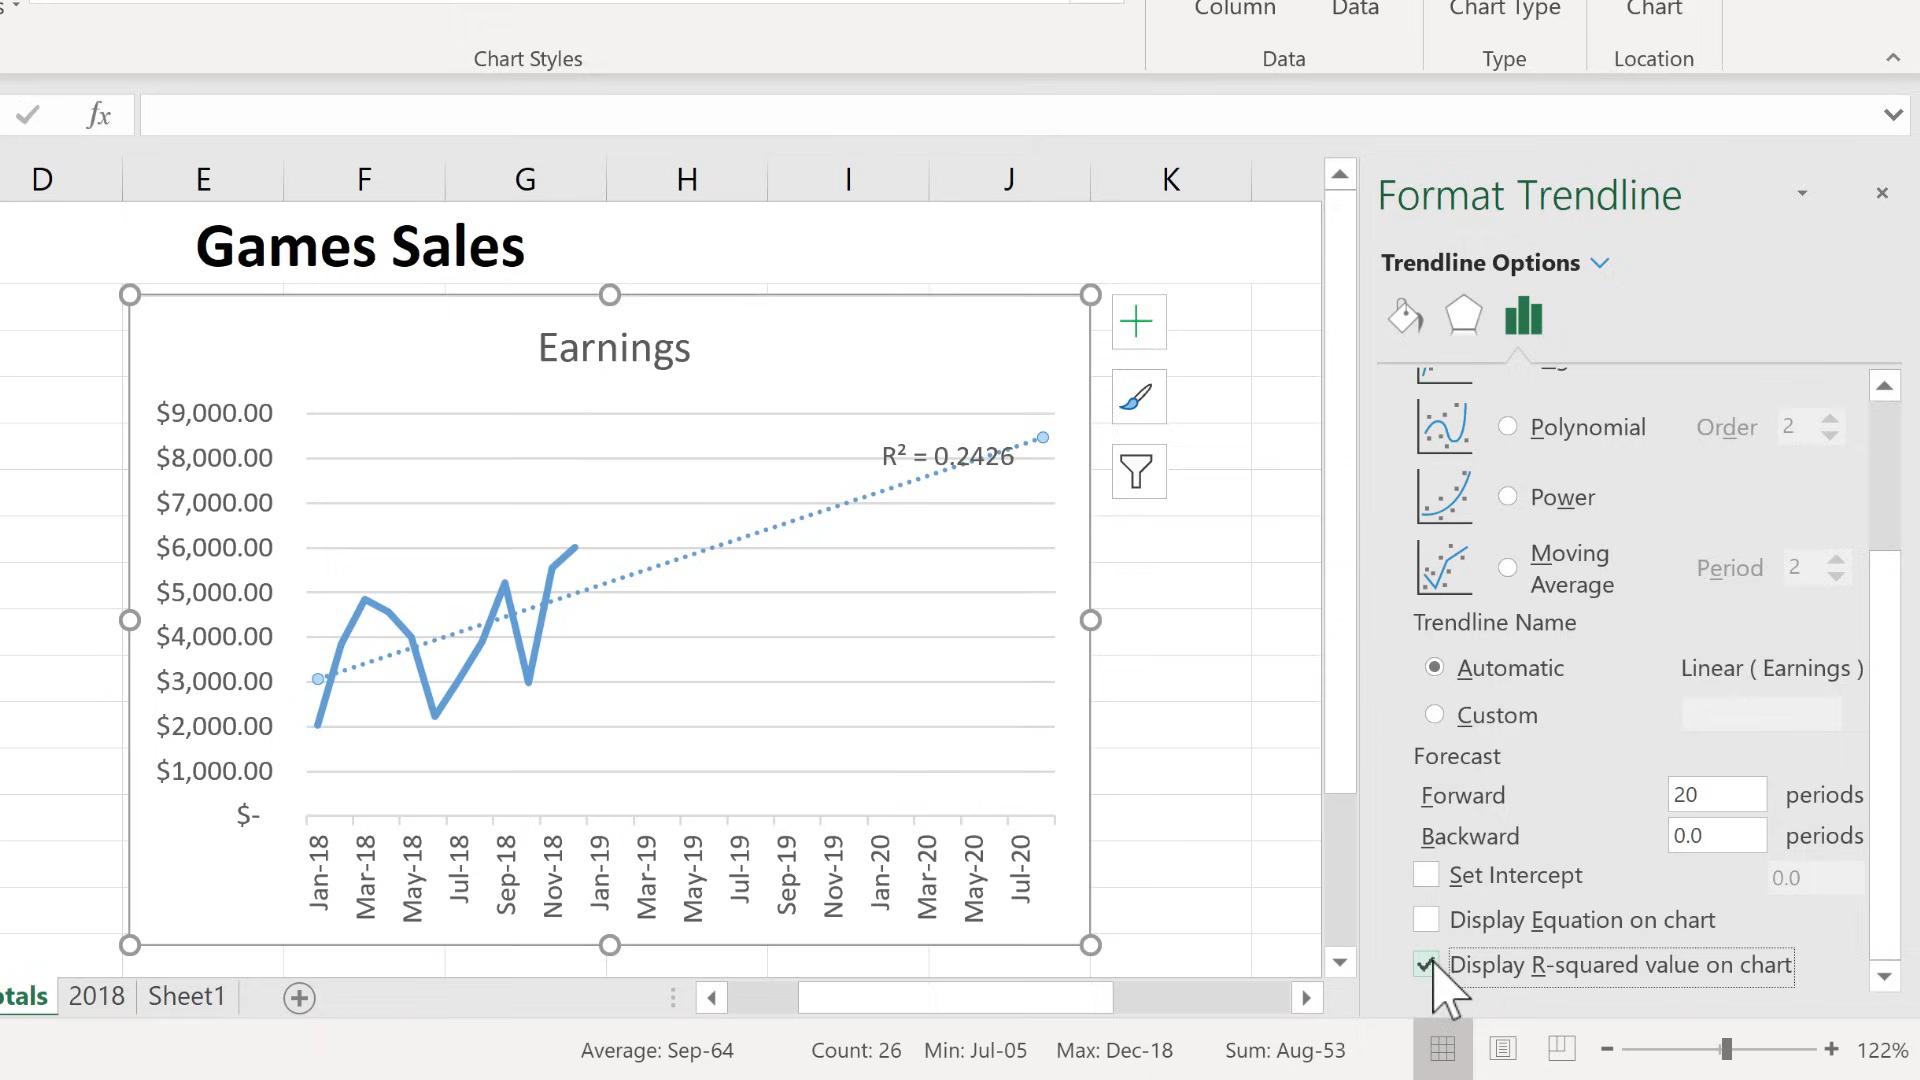 Column Data Chart Type Chart
Chart Styles Data Type Location
fx
D E F G H I J K
Games Sales
Earnings
$9,000.00
$8,000.00
$7,000.00
$6,000.00
$5,000.00
$4,000.00
$3,000.00
$2,000.00
$1,000.00
$-
R² = 0.2426
Jan-18 Mar-18 May-18 Jul-18 Sep-18 Nov-18 Jan-19 Mar-19 May-19 Jul-19 Sep-19 Nov-19 Jan-20 Mar-20 May-20 Jul-20
Format Trendline
Trendline Options
Polynomial Order 2
Power
Moving
Average Period 2
Trendline Name
Automatic Linear ( Earnings )
Custom
Forecast
Forward 20 periods
Backward 0.0 periods
Set Intercept 0.0
Display Equation on chart
Display R-squared value on chart
otals 2018 Sheet1
Average: Sep-64 Count: 26 Min: Jul-05 Max: Dec-18 Sum: Aug-53 122%